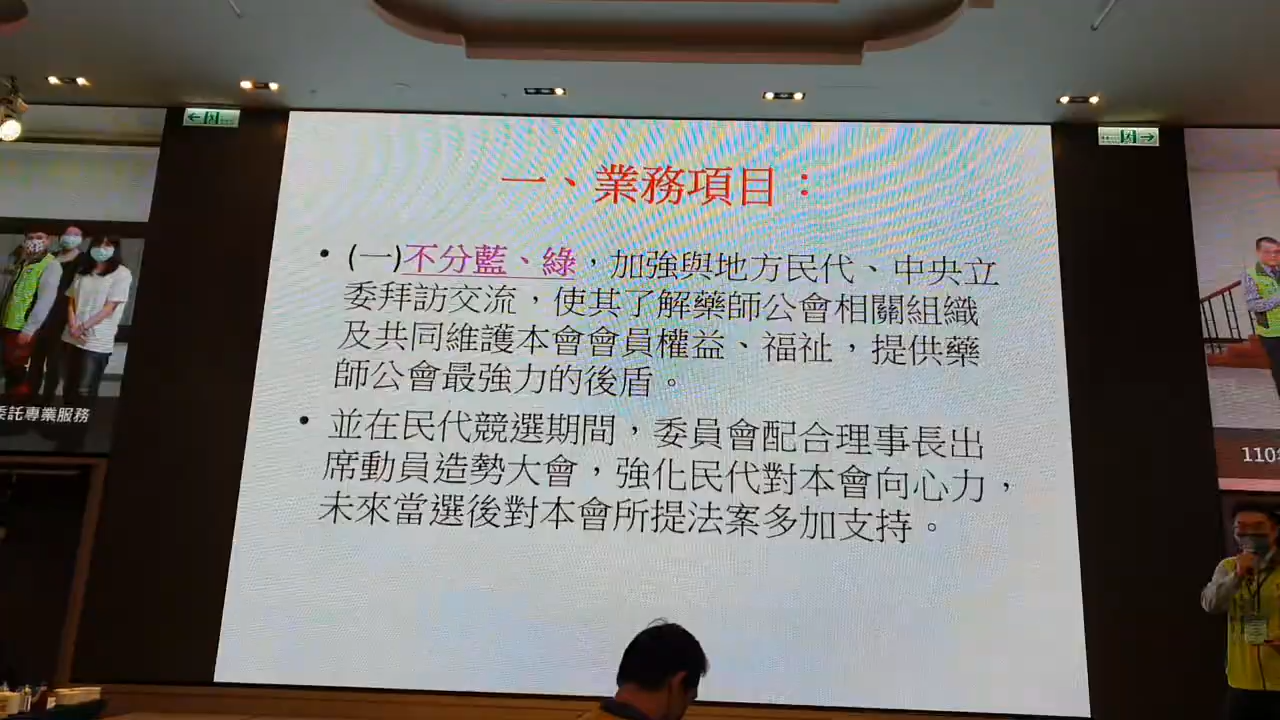 一、業務項目：
• (一)不分藍、綠，加強與地方民代、中央立
委拜訪交流，使其了解藥師公會相關組織
及共同維護本會會員權益、福祉，提供藥
師公會最強力的後盾。
• 並在民代競選期間，委員會配合理事長出
席動員造勢大會，強化民代對本會向心力，
未來當選後對本會所提法案多加支持。
委託專業服務
110